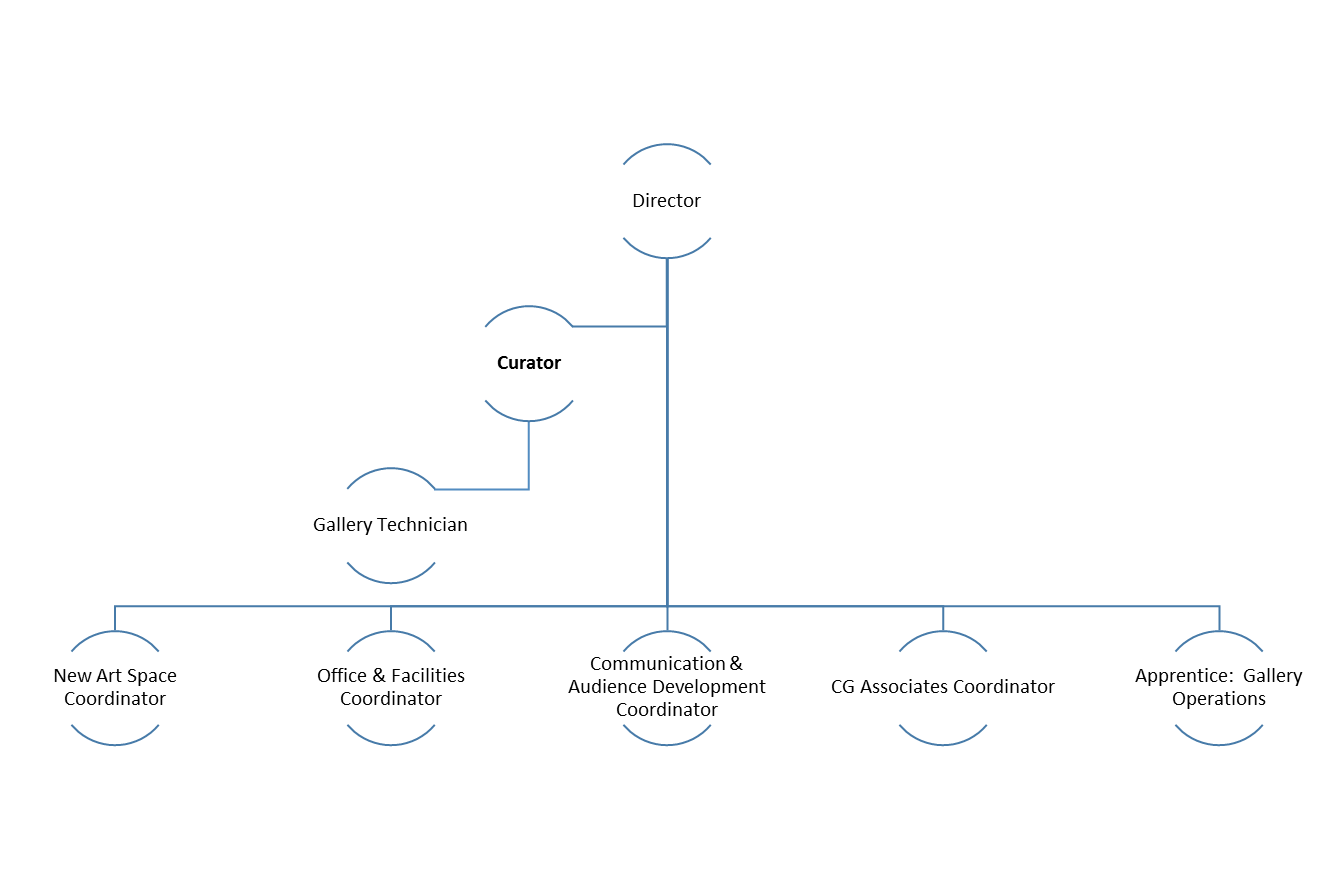 Director
Curator
Gallery Technician
New Art Space
Coordinator
Office & Facilities
Coordinator
Communication &
Audience Development
Coordinator
CG Associates Coordinator
Apprentice:  Gallery
Operations